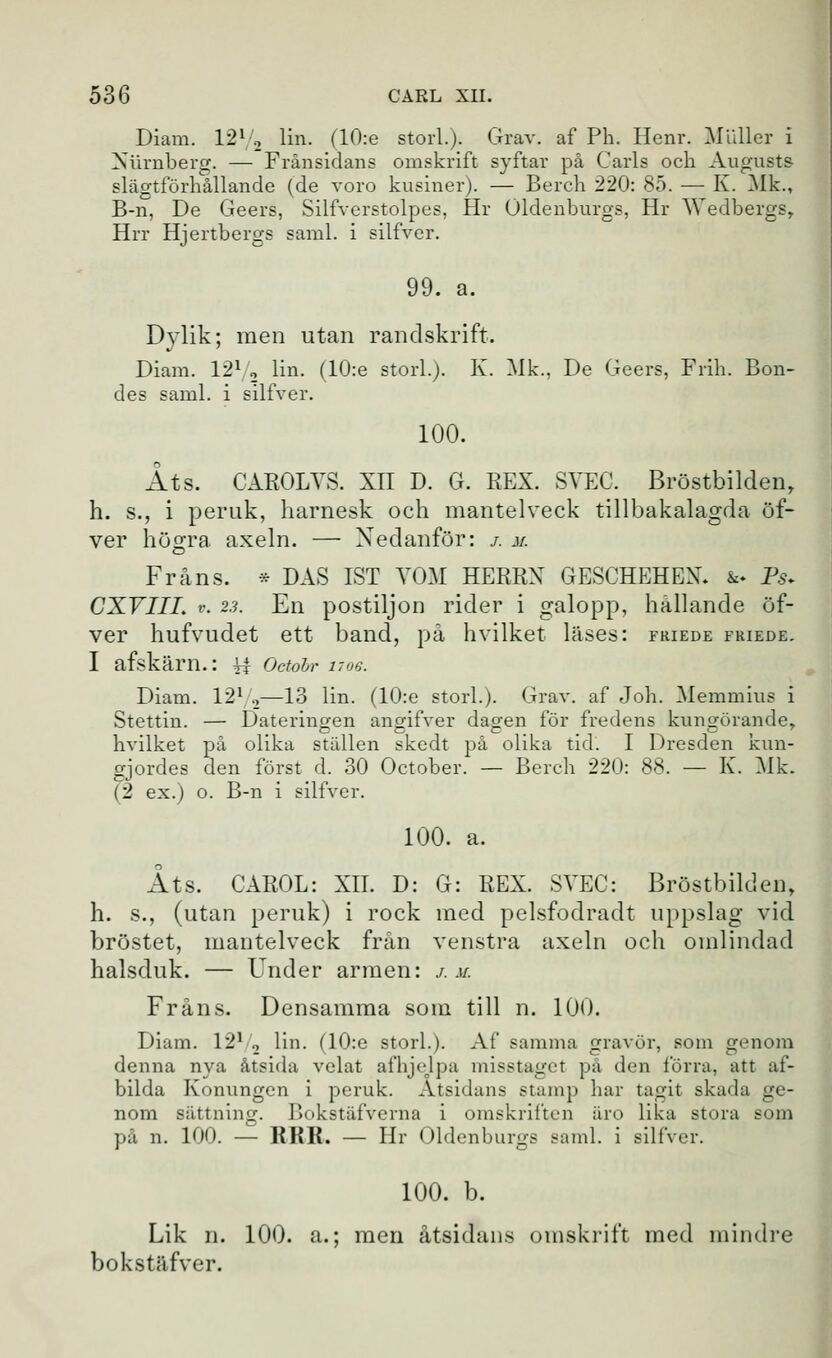 536 CARL XII.
Diam. 12½ lin. (10:e storl.). Grav. af Ph. Henr. Müller i
Nürnberg. — Frånsidans omskrift syftar på Carls och Augusts
slägtförhållande (de voro kusiner). — Berch 220: 85. — K. Mk.,
B-n, De Geers, Silfverstolpes, Hr Oldenburgs, Hr Wedbergs,
Hrr Hjertbergs saml. i silfver.
99. a.
Dylik; men utan randskrift.
Diam. 12½ lin. (10:e storl.). K. Mk., De Geers, Frih. Bon-
des saml. i silfver.
100.
Åts. CAROLVS. XII D. G. REX. SVEC. Bröstbilden,
h. s., i peruk, harnesk och mantelveck tillbakalagda öf-
ver högra axeln. — Nedanför: J. M.
Fråns. * DAS IST VOM HERRN GESCHEHEN. &. Ps.
CXVIII. v. 23. En postiljon rider i galopp, hållande öf-
ver hufvudet ett band, på hvilket läses: FRIEDE FRIEDE.
I afskärn.: Octobr 1706.
Diam. 12½—13 lin. (10:e storl.). Grav. af Joh. Memmius i
Stettin. — Dateringen angifver dagen för fredens kungörande,
hvilket på olika ställen skedt på olika tid. I Dresden kun-
gjordes den först d. 30 October. — Berch 220: 88. — K. Mk.
(2 ex.) o. B-n i silfver.
100. a.
Åts. CAROL: XII. D: G: REX. SVEC: Bröstbilden,
h. s., (utan peruk) i rock med pelsfodradt uppslag vid
bröstet, mantelveck från venstra axeln och omlindad
halsduk. — Under armen: J. M.
Fråns. Densamma som till n. 100.
Diam. 12½ lin. (10:e storl.). Af samma gravör, som genom
denna nya åtsida velat afhjelpa misstaget på den förra, att af-
bilda Konungen i peruk. Åtsidans stamp har tagit skada ge-
nom sättning. Bokstäfverna i omskriften äro lika stora som
på n. 100. — RRR. — Hr Oldenburgs saml. i silfver.
100. b.
Lik n. 100. a.; men åtsidans omskrift med mindre
bokstäfver.